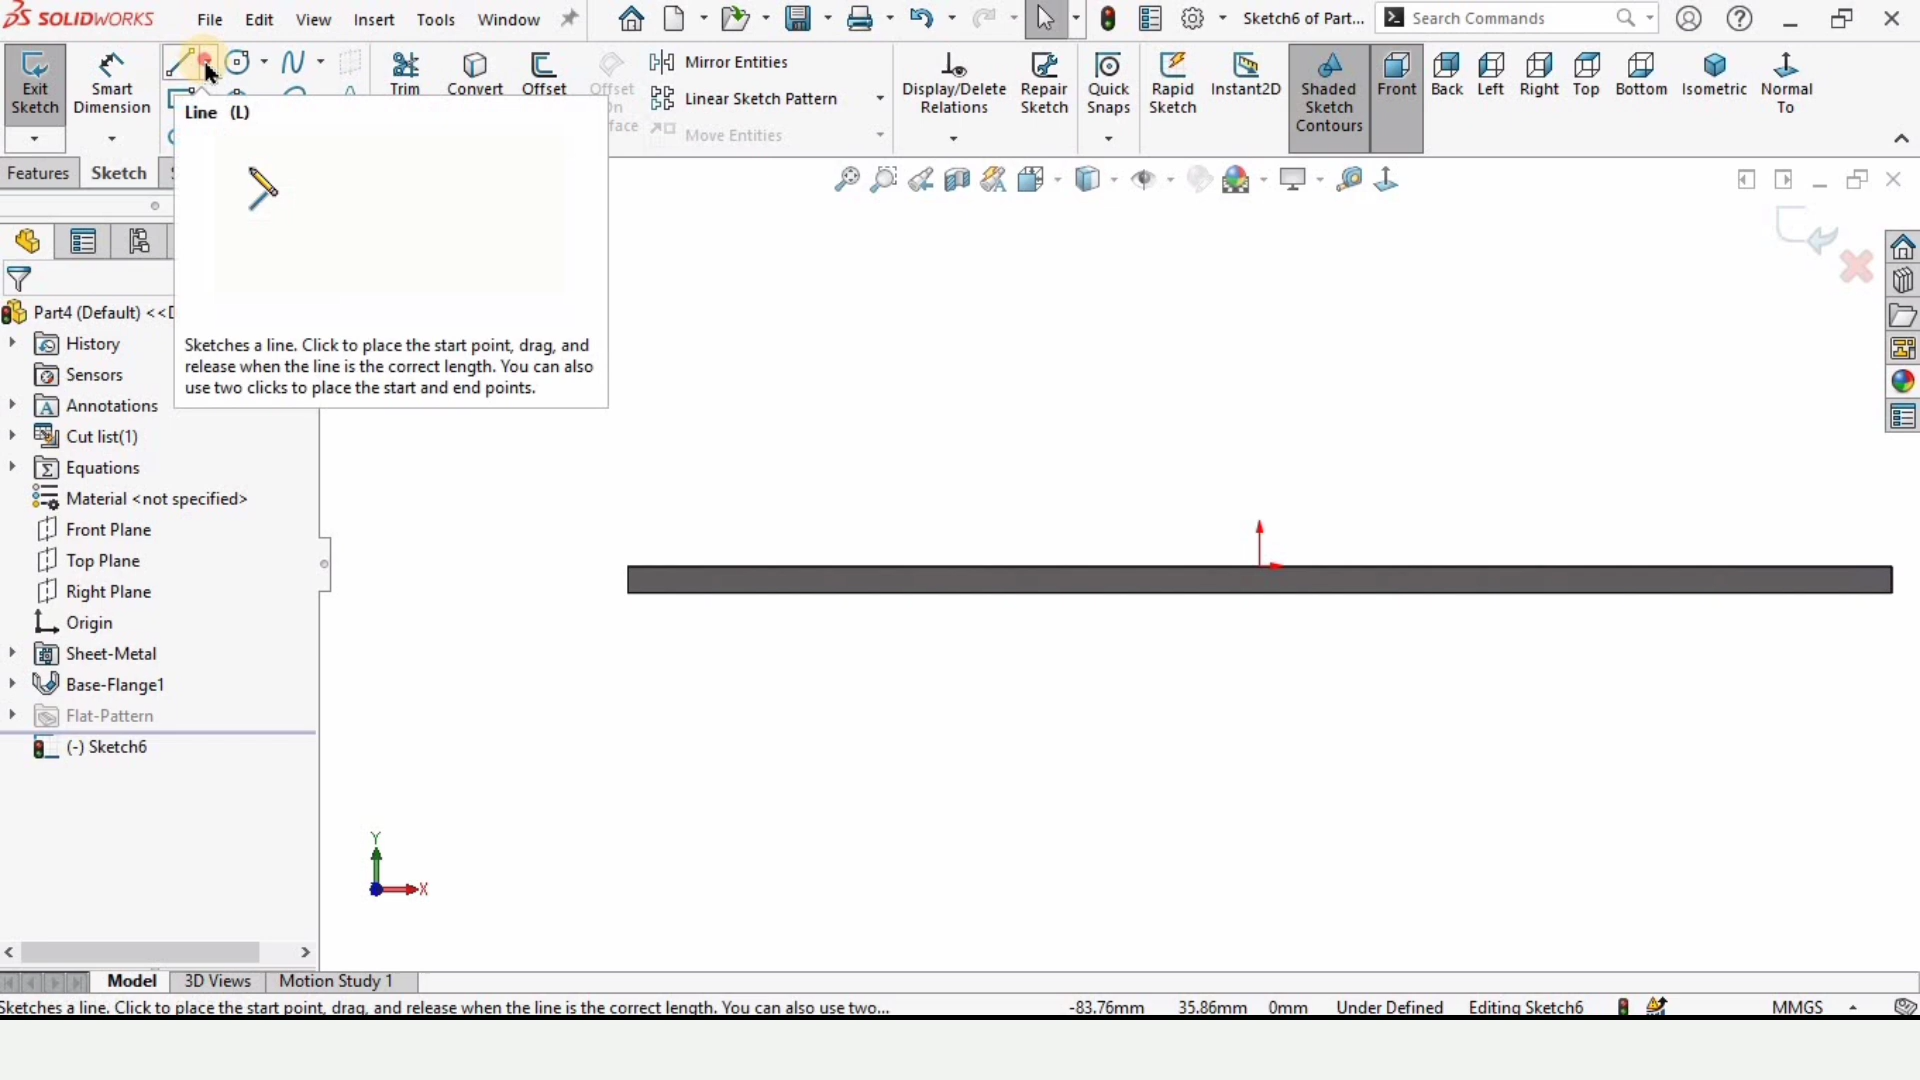 SOLIDWORKS
File Edit View Insert Tools Window
Sketch6 of Part...
Search Commands
Exit Sketch
Smart Dimension
Trim
Convert
Offset
Offset On
face
Mirror Entities
Linear Sketch Pattern
Move Entities
Display/Delete Relations
Repair Sketch
Quick Snaps
Rapid Sketch
Instant2D
Shaded Sketch Contours
Front
Back
Left
Right
Top
Bottom
Isometric
Normal To
Line (L)
Sketches a line. Click to place the start point, drag, and
release when the line is the correct length. You can also
use two clicks to place the start and end points.
Features
Sketch
Part4 (Default) <<D
History
Sensors
Annotations
Cut list(1)
Equations
Material <not specified>
Front Plane
Top Plane
Right Plane
Origin
Sheet-Metal
Base-Flange1
Flat-Pattern
(-) Sketch6
Y
X
Model
3D Views
Motion Study 1
Sketches a line. Click to place the start point, drag, and release when the line is the correct length. You can also use two...
-83.76mm 35.86mm 0mm Under Defined Editing Sketch6 MMGS